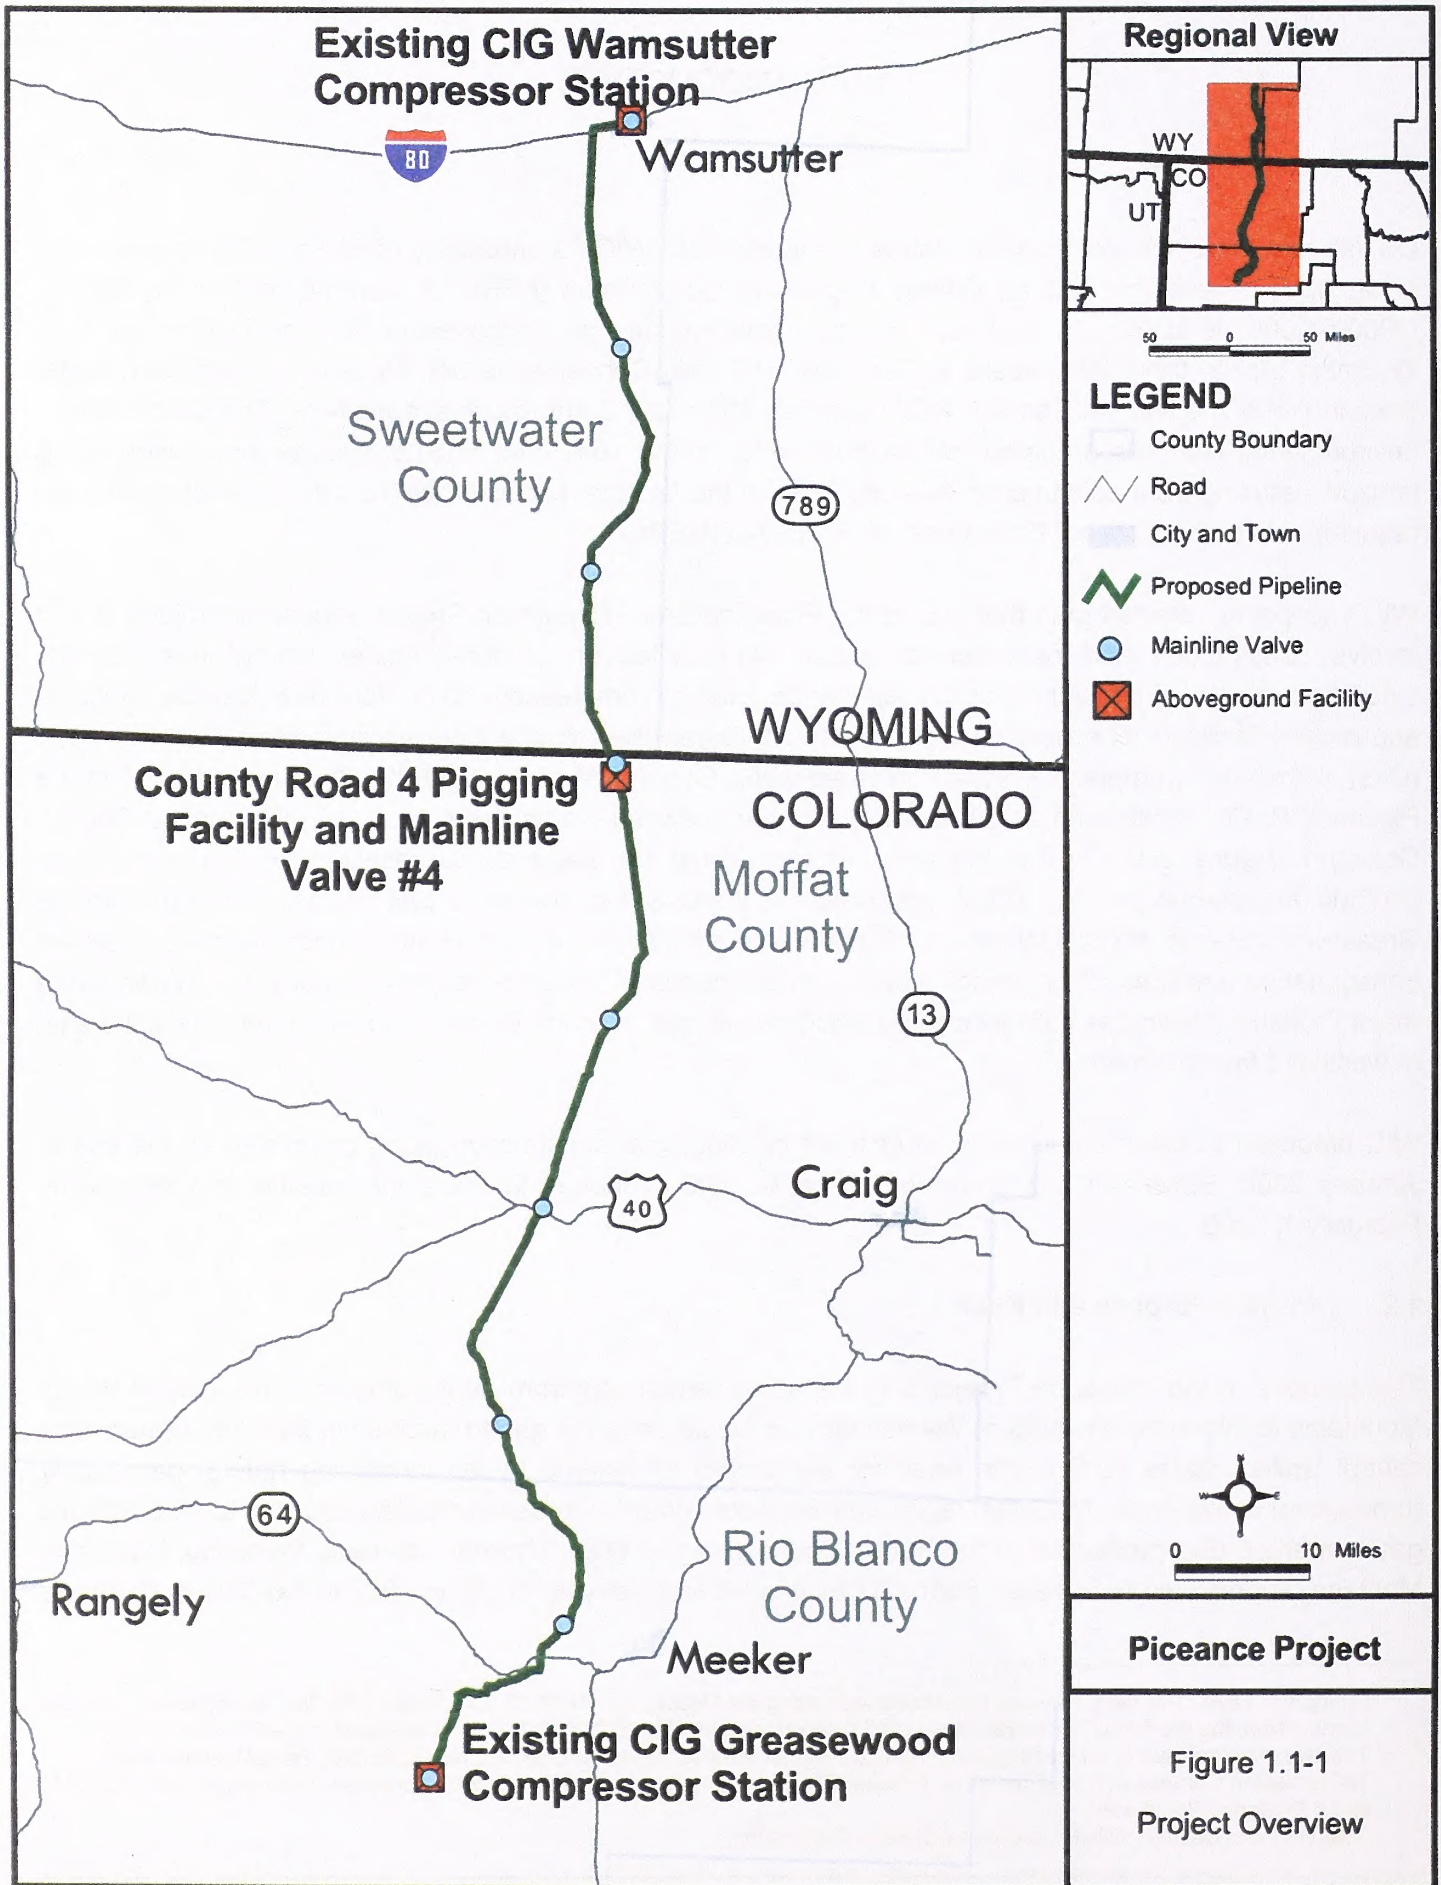 Existing CIG Wamsutter
Compressor Station
80
Wamsutter
Sweetwater
County
789
WYOMING
County Road 4 Pigging
Facility and Mainline
Valve #4
COLORADO
Moffat
County
13
Craig
40
64
Rangely
Rio Blanco
County
Meeker
Existing CIG Greasewood
Compressor Station
Regional View
WY
CO
UT
50 0 50 Miles
LEGEND
County Boundary
Road
City and Town
Proposed Pipeline
Mainline Valve
Aboveground Facility
N
W E
S
0 10 Miles
Piceance Project
Figure 1.1-1
Project Overview